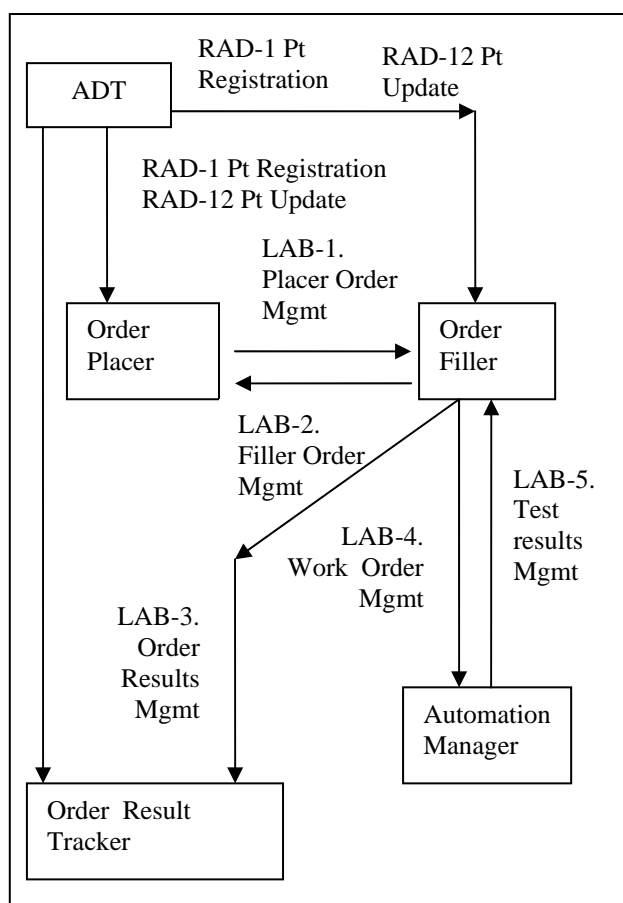 RAD-1 Pt
Registration
RAD-12 Pt
Update
ADT
RAD-1 Pt Registration
RAD-12 Pt Update
LAB-1.
Placer Order
Mgmt
Order
Placer
Order
Filler
LAB-2.
Filler Order
Mgmt
LAB-5.
Test
results
Mgmt
LAB-4.
Work Order
Mgmt
LAB-3.
Order
Results
Mgmt
Automation
Manager
Order Result
Tracker